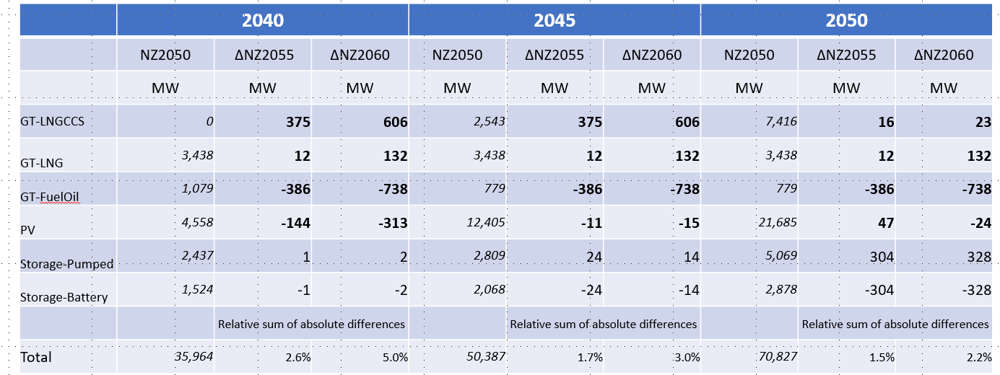 2040 2045 2050
NZ2050 ΔNZ2055 ΔNZ2060 NZ2050 ΔNZ2055 ΔNZ2060 NZ2050 ΔNZ2055 ΔNZ2060
MW MW MW MW MW MW MW MW MW
GT-LNGCCS 0 375 606 2,543 375 606 7,416 16 23
GT-LNG 3,438 12 132 3,438 12 132 3,438 12 132
GT-FuelOil 1,079 -386 -738 779 -386 -738 779 -386 -738
PV 4,558 -144 -313 12,405 -11 -15 21,685 47 -24
Storage-Pumped 2,437 1 2 2,809 24 14 5,069 304 328
Storage-Battery 1,524 -1 -2 2,068 -24 -14 2,878 -304 -328
Relative sum of absolute differences Relative sum of absolute differences Relative sum of absolute differences
Total 35,964 2.6% 5.0% 50,387 1.7% 3.0% 70,827 1.5% 2.2%